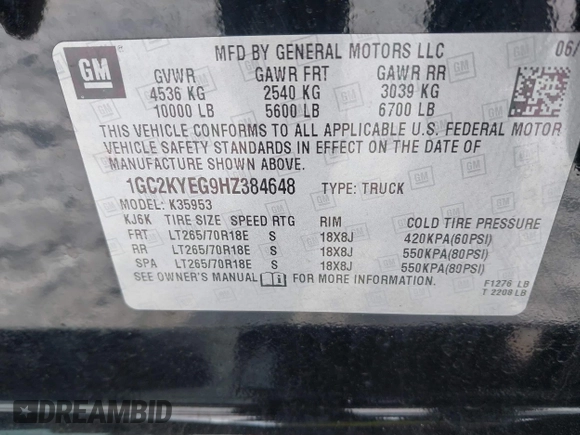 GM
MFD BY GENERAL MOTORS LLC 06/
GVWR GAWR FRT GAWR RR
4536 KG 2540 KG 3039 KG
10000 LB 5600 LB 6700 LB
THIS VEHICLE CONFORMS TO ALL APPLICABLE U.S. FEDERAL MOTOR
VEHICLE SAFETY STANDARDS IN EFFECT ON THE DATE OF
MANUFACTURE SHOWN ABOVE.
1GC2KYEG9HZ384648 TYPE: TRUCK
MODEL: K35953
KJ6K TIRE SIZE SPEED RTG RIM COLD TIRE PRESSURE
FRT LT265/70R18E S 18X8J 420KPA(60PSI)
RR LT265/70R18E S 18X8J 550KPA(80PSI)
SPA LT265/70R18E S 18X8J 550KPA(80PSI)
SEE OWNER'S MANUAL FOR MORE INFORMATION
F1276 LB
T 2208 LB
DREAMBID